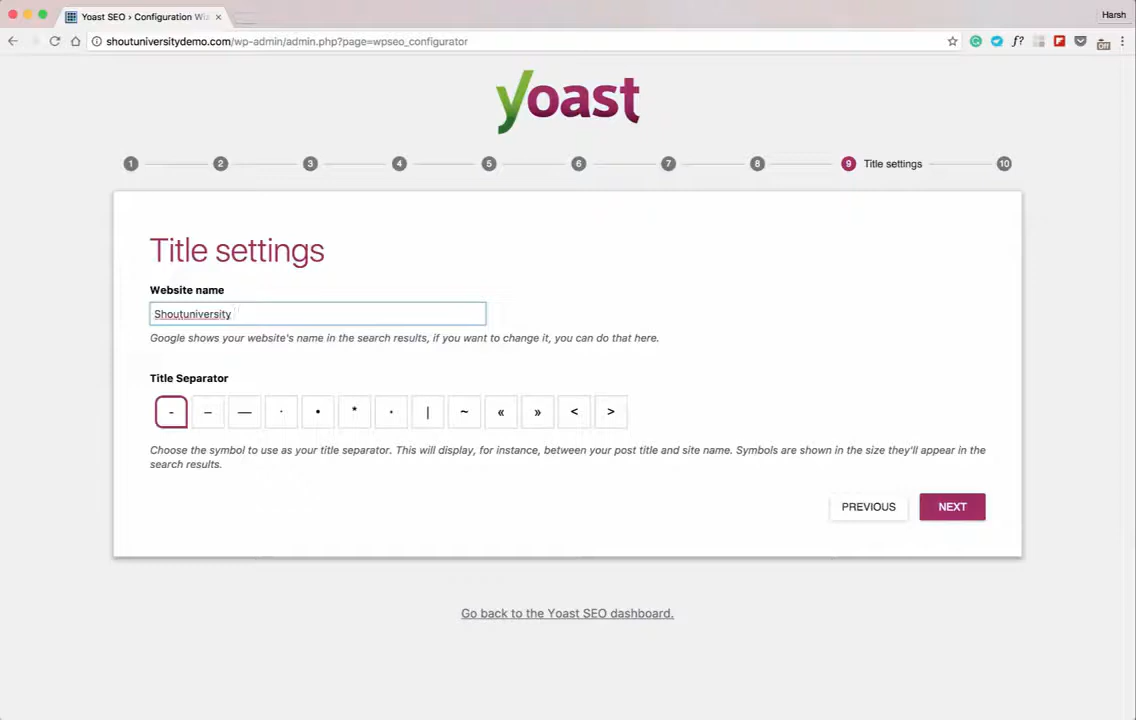 Yoast SEO › Configuration Wi
Harsh
shoutuniversitydemo.com/wp-admin/admin.php?page=wpseo_configurator
f?
Off
yoast
1 2 3 4 5 6 7 8 9 Title settings 10
Title settings
Website name
Shoutuniversity
Google shows your website's name in the search results, if you want to change it, you can do that here.
Title Separator
- – — · • * ⋆ | ~ « » < >
Choose the symbol to use as your title separator. This will display, for instance, between your post title and site name. Symbols are shown in the size they'll appear in the
search results.
PREVIOUS NEXT
Go back to the Yoast SEO dashboard.